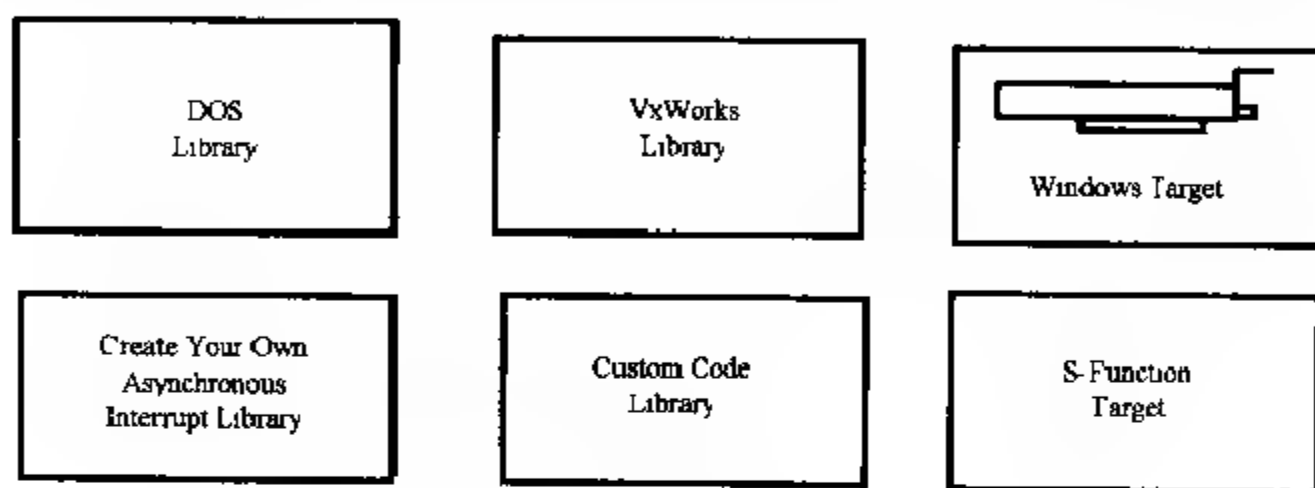 DOS
Library
VxWorks
Library
Windows Target
Create Your Own
Asynchronous
Interrupt Library
Custom Code
Library
S-Function
Target